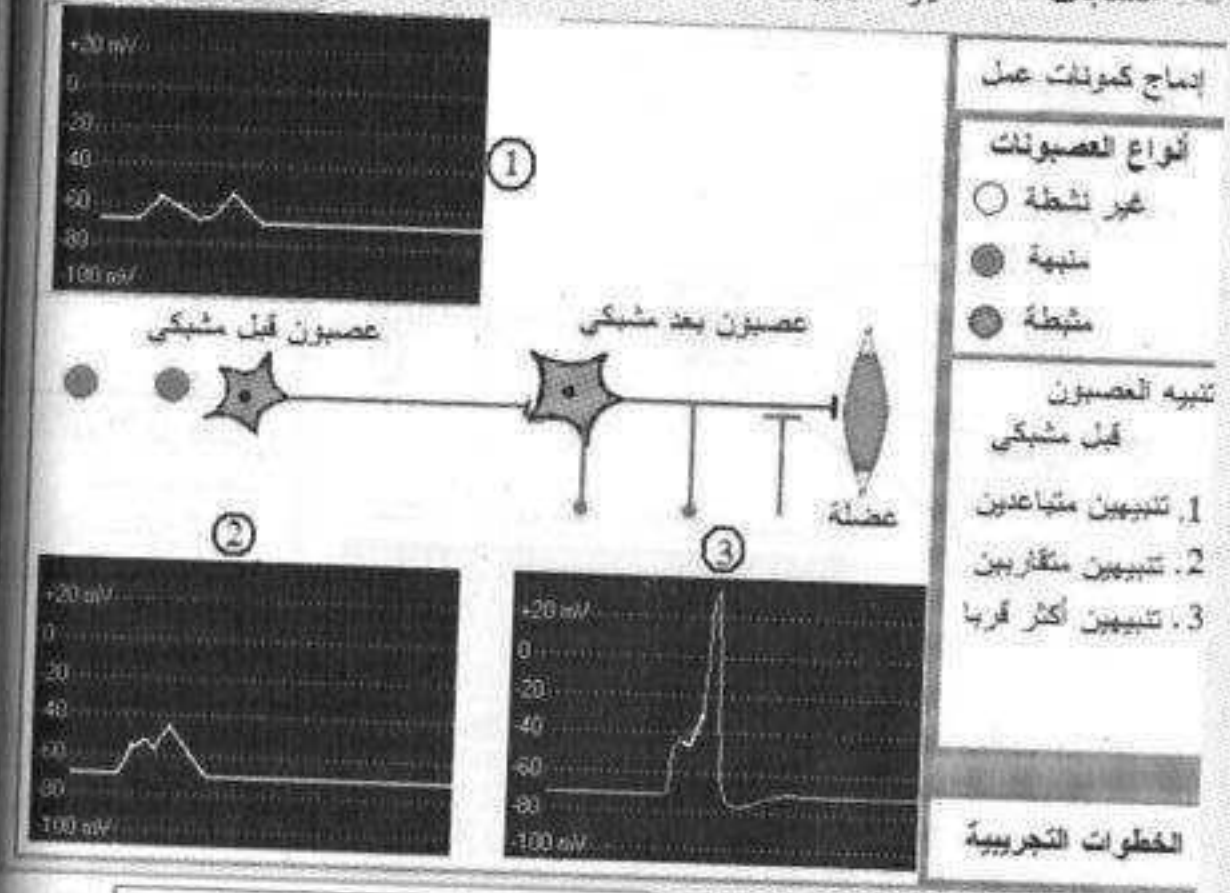 إدماج كمونات عمل
أنواع العصبونات
غير نشطة
منبهة
مثبطة
تنبيه العصبون
قبل مشبكي
1. تنبيهين متباعدين
2. تنبيهين متقاربين
3. تنبيهين أكثر قربا
الخطوات التجريبية
+20 mV
0
-20
-40
-60
-80
-100 mV
1
عصبون قبل مشبكي
عصبون بعد مشبكي
عضلة
2
+20 mV
0
-20
-40
-60
-80
-100 mV
3
+20 mV
0
-20
-40
-60
-80
-100 mV